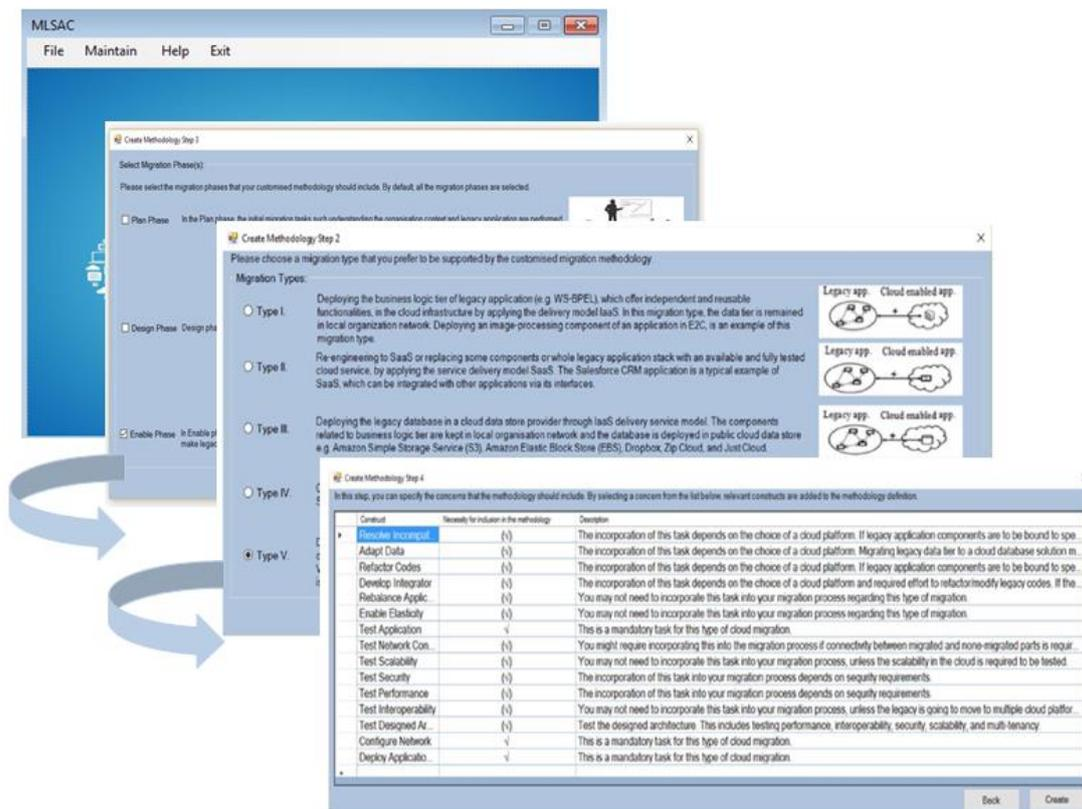 MLSAC
File Maintain Help Exit
Create Methodology Step 3
Select Migration Phase(s):
Please select the migration phases that your customised methodology should include. By default, all the migration phases are selected.
Plan Phase In the Plan phase, the initial migration tasks such understanding the organisation context and legacy application are performed
Design Phase Design pha
Enable Phase In Enable p
make legac
Create Methodology Step 2
Please choose a migration type that you prefer to be supported by the customised migration methodology
Migration Types:
Type I. Deploying the business logic tier of legacy application (e.g. WS-BPEL), which offer independent and reusable
functionalities, in the cloud infrastructure by applying the delivery model IaaS. In this migration type, the data tier is remained
in local organization network. Deploying an image-processing component of an application in E2C, is an example of this
migration type.
Legacy app. Cloud enabled app.
Type II. Re-engineering to SaaS or replacing some components or whole legacy application stack with an available and fully tested
cloud service, by applying the service delivery model SaaS. The Salesforce CRM application is a typical example of
SaaS, which can be integrated with other applications via its interfaces.
Legacy app. Cloud enabled app.
Type III. Deploying the legacy database in a cloud data store provider through IaaS delivery service model. The components
related to business logic tier are kept in local organisation network and the database is deployed in public cloud data store
e.g. Amazon Simple Storage Service (S3), Amazon Elastic Block Store (EBS), Dropbox, Zip Cloud, and Just Cloud.
Legacy app. Cloud enabled app.
Type IV.
Type V.
Create Methodology Step 4
In this step, you can specify the concerns that the methodology should include. By selecting a concern from the list below, relevant constructs are added to the methodology definition.
Construct Necessity for inclusion in the methodology Description
Resolve Incompat... (√) The incorporation of this task depends on the choice of a cloud platform. If legacy application components are to be bound to spe...
Adapt Data (√) The incorporation of this task depends on the choice of a cloud platform. Migrating legacy data tier to a cloud database solution m...
Refactor Codes (√) The incorporation of this task depends on the choice of a cloud platform. If legacy application components are to be bound to spe...
Develop Integrator (√) The incorporation of this task depends on the choice of a cloud platform and required effort to refactor/modify legacy codes. If the...
Rebalance Applic... (√) You may not need to incorporate this task into your migration process regarding this type of migration.
Enable Elasticity (√) You may not need to incorporate this task into your migration process regarding this type of migration.
Test Application √ This is a mandatory task for this type of cloud migration.
Test Network Con... (√) You might require incorporating this into the migration process if connectivity between migrated and none-migrated parts is requir...
Test Scalability (√) You may not need to incorporate this task into your migration process, unless the scalability in the cloud is required to be tested.
Test Security (√) The incorporation of this task into your migration process depends on sequrity requirements.
Test Performance (√) The incorporation of this task into your migration process depends on sequrity requirements.
Test Interoperability (√) You may not need to incorporate this task into your migration process, unless the legacy is going to move to multiple cloud platfor...
Test Designed Ar... (√) Test the designed architecture. This includes testing performance, interoperability, security, scalability, and multi-tenancy.
Configure Network √ This is a mandatory task for this type of cloud migration.
Deploy Applicatio... √ This is a mandatory task for this type of cloud migration.
Back Create